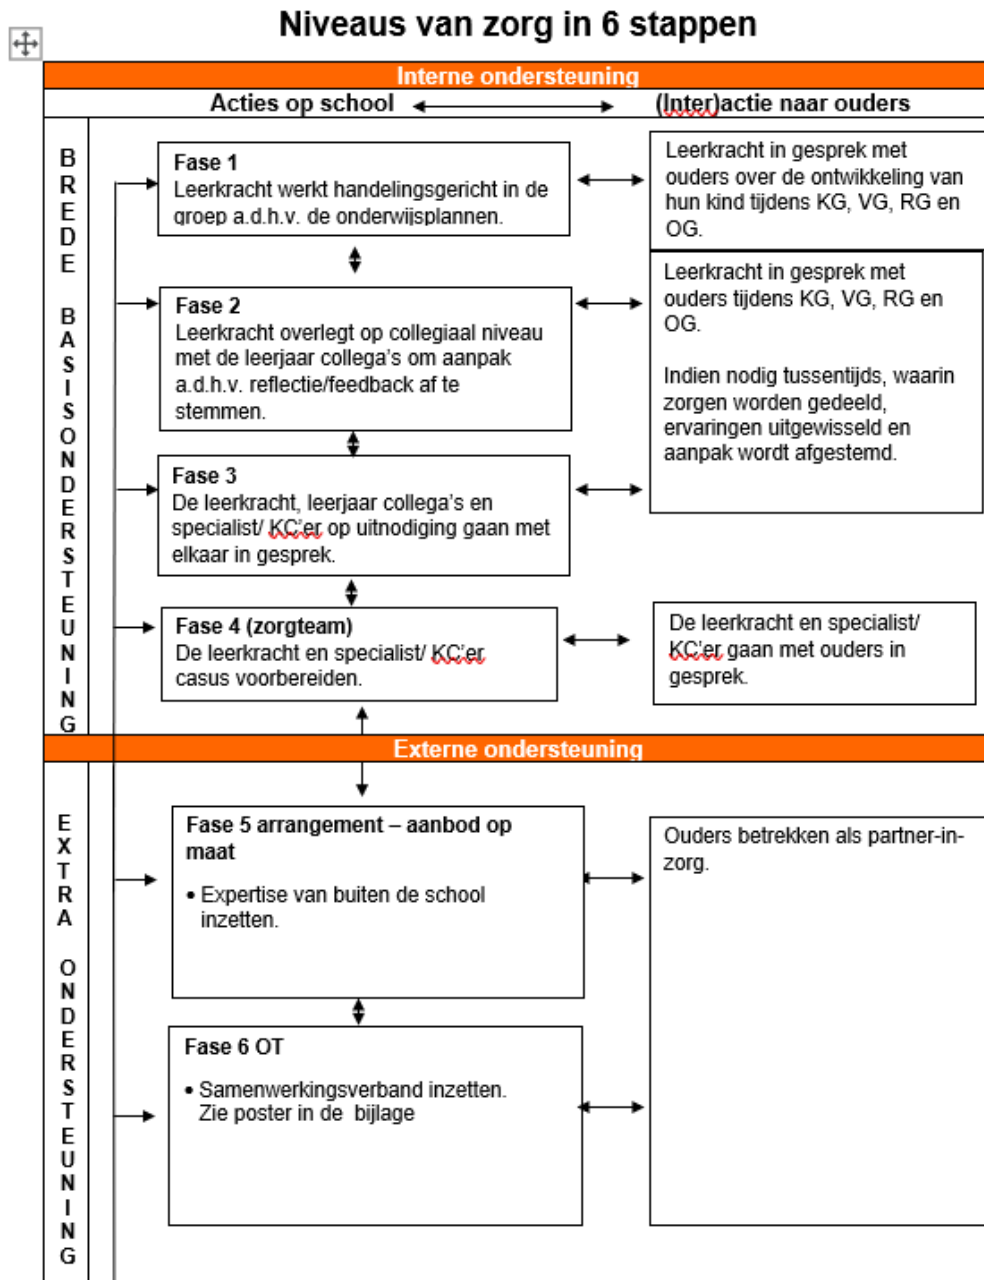 Niveaus van zorg in 6 stappen
Interne ondersteuning
Acties op school
(Inter)actie naar ouders
BREDE BASISONDERSTEUNING
Fase 1
Leerkracht werkt handelingsgericht in de
groep a.d.h.v. de onderwijsplannen.
Leerkracht in gesprek met
ouders over de ontwikkeling van
hun kind tijdens KG, VG, RG en
OG.
Fase 2
Leerkracht overlegt op collegiaal niveau
met de leerjaar collega’s om aanpak
a.d.h.v. reflectie/feedback af te
stemmen.
Leerkracht in gesprek met
ouders tijdens KG, VG, RG en
OG.
Indien nodig tussentijds, waarin
zorgen worden gedeeld,
ervaringen uitgewisseld en
aanpak wordt afgestemd.
Fase 3
De leerkracht, leerjaar collega’s en
specialist/ KC’er op uitnodiging gaan met
elkaar in gesprek.
Fase 4 (zorgteam)
De leerkracht en specialist/ KC’er
casus voorbereiden.
De leerkracht en specialist/
KC’er gaan met ouders in
gesprek.
Externe ondersteuning
EXTRA ONDERSTEUNING
Fase 5 arrangement – aanbod op
maat
• Expertise van buiten de school
inzetten.
Ouders betrekken als partner-in-
zorg.
Fase 6 OT
• Samenwerkingsverband inzetten.
Zie poster in de  bijlage